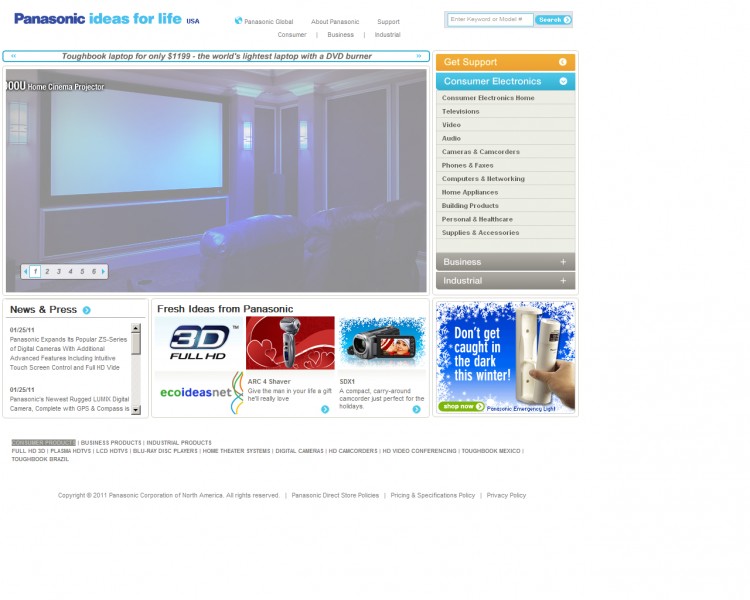 Panasonic ideas for life USA
Panasonic Global About Panasonic Support
Consumer | Business | Industrial
Enter Keyword or Model # Search
Toughbook laptop for only $1199 - the world's lightest laptop with a DVD burner
000U Home Cinema Projector
1 2 3 4 5 6
Get Support
Consumer Electronics
Consumer Electronics Home
Televisions
Video
Audio
Cameras & Camcorders
Phones & Faxes
Computers & Networking
Home Appliances
Building Products
Personal & Healthcare
Supplies & Accessories
Business +
Industrial +
News & Press
01/25/11
Panasonic Expands Its Popular ZS-Series
of Digital Cameras With Additional
Advanced Features Including Intuitive
Touch Screen Control and Full HD Vide
01/25/11
Panasonic's Newest Rugged LUMIX Digital
Camera, Complete with GPS & Compass is
Fresh Ideas from Panasonic
3D™
FULL HD
ecoideasnet
ARC 4 Shaver
Give the man in your life a gift
he'll really love
SDX1
A compact, carry-around
camcorder just perfect for the
holidays.
Don't get
caught in
the dark
this winter!
shop now
Panasonic Emergency Light
CONSUMER PRODUCTS | BUSINESS PRODUCTS | INDUSTRIAL PRODUCTS
FULL HD 3D | PLASMA HDTVS | LCD HDTVS | BLU-RAY DISC PLAYERS | HOME THEATER SYSTEMS | DIGITAL CAMERAS | HD CAMCORDERS | HD VIDEO CONFERENCING | TOUGHBOOK MEXICO |
TOUGHBOOK BRAZIL
Copyright © 2011 Panasonic Corporation of North America. All rights reserved. | Panasonic Direct Store Policies | Pricing & Specifications Policy | Privacy Policy